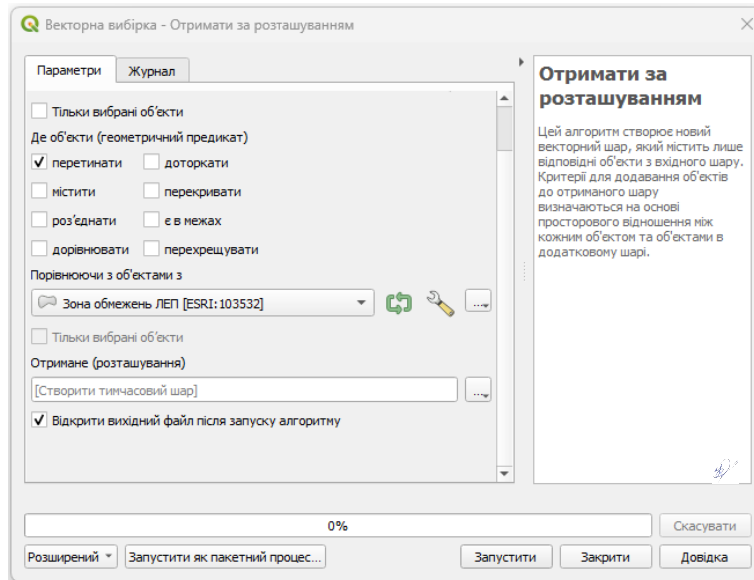 Векторна вибірка - Отримати за розташуванням
Параметри
Журнал
Тільки вибрані об'єкти
Де об'єкти (геометричний предикат)
перетинати
доторкати
містити
перекривати
роз'єднати
є в межах
дорівнювати
перехрещувати
Порівнюючи з об'єктами з
Зона обмежень ЛЕП [ESRI:103532]
...
Тільки вибрані об'єкти
Отримане (розташування)
[Створити тимчасовий шар]
...
Відкрити вихідний файл після запуску алгоритму
Отримати за
розташуванням
Цей алгоритм створює новий
векторний шар, який містить лише
відповідні об'єкти з вхідного шару.
Критерії для додавання об'єктів
до отриманого шару
визначаються на основі
просторового відношення між
кожним об'єктом та об'єктами в
додатковому шарі.
0%
Скасувати
Розширений
Запустити як пакетний процес...
Запустити
Закрити
Довідка